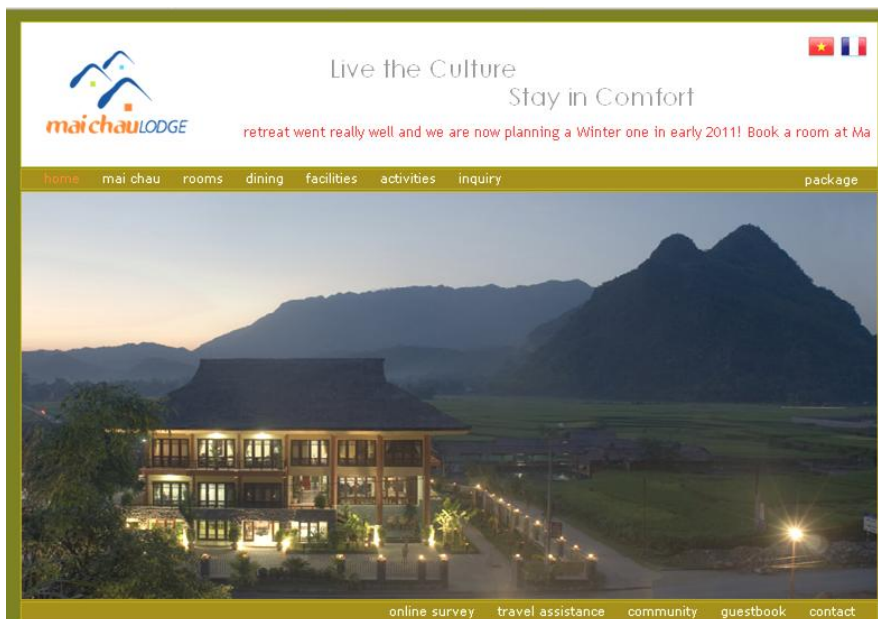 Live the Culture
Stay in Comfort
mai chau LODGE
retreat went really well and we are now planning a Winter one in early 2011! Book a room at Ma
home mai chau rooms dining facilities activities inquiry package
online survey travel assistance community guestbook contact